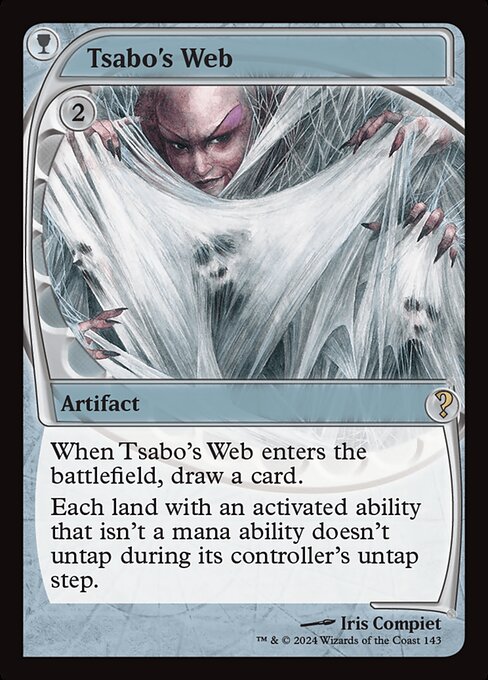 Tsabo's Web
2
Artifact
?
When Tsabo's Web enters the
battlefield, draw a card.
Each land with an activated ability
that isn't a mana ability doesn't
untap during its controller's untap
step.
Iris Compiet
™ & © 2024 Wizards of the Coast 143